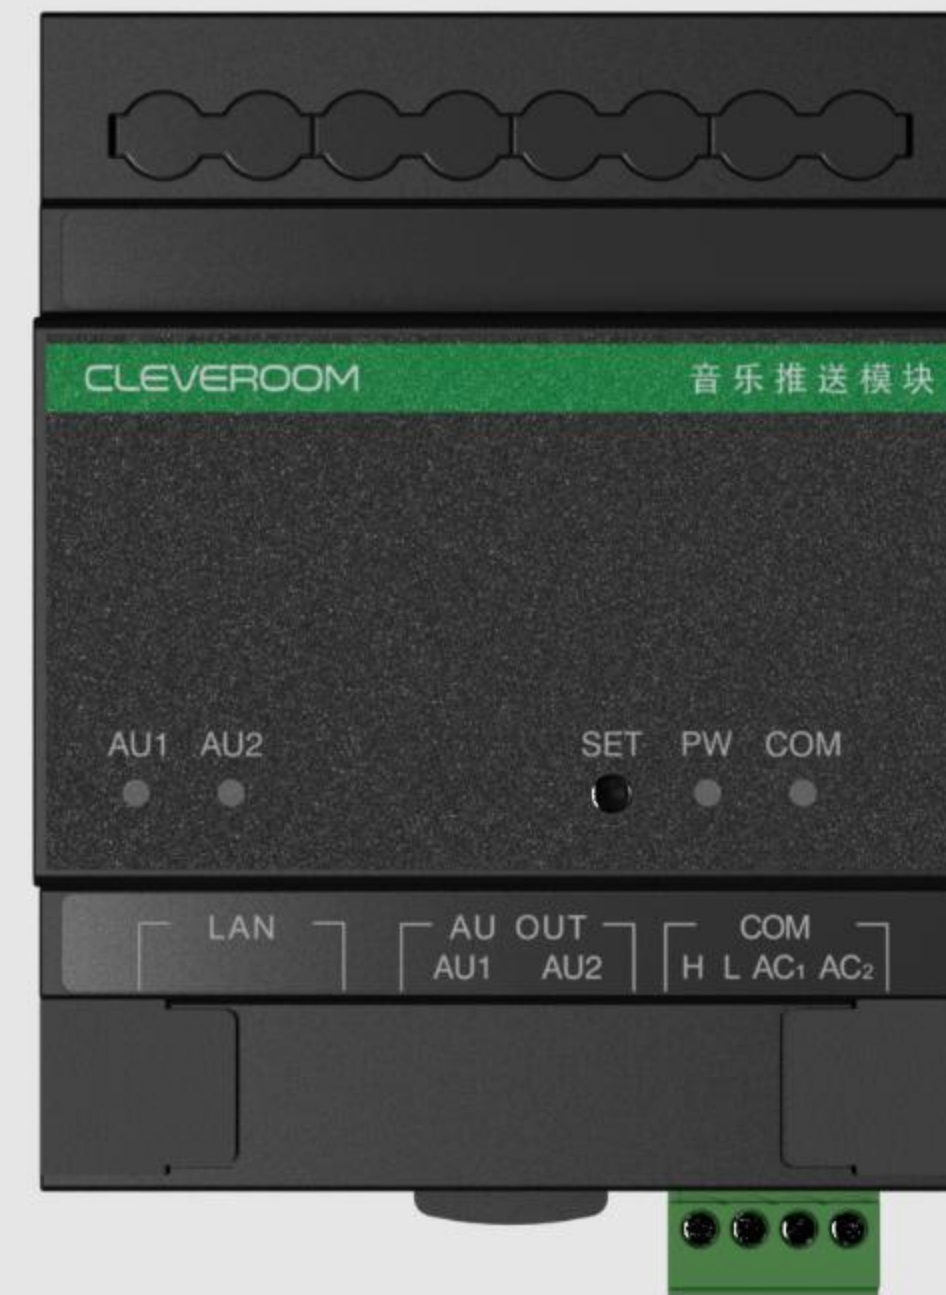 CLEVEROOM 音乐推送模块
AU1 AU2 SET PW COM
LAN AU OUT COM
AU1 AU2 H L AC1 AC2